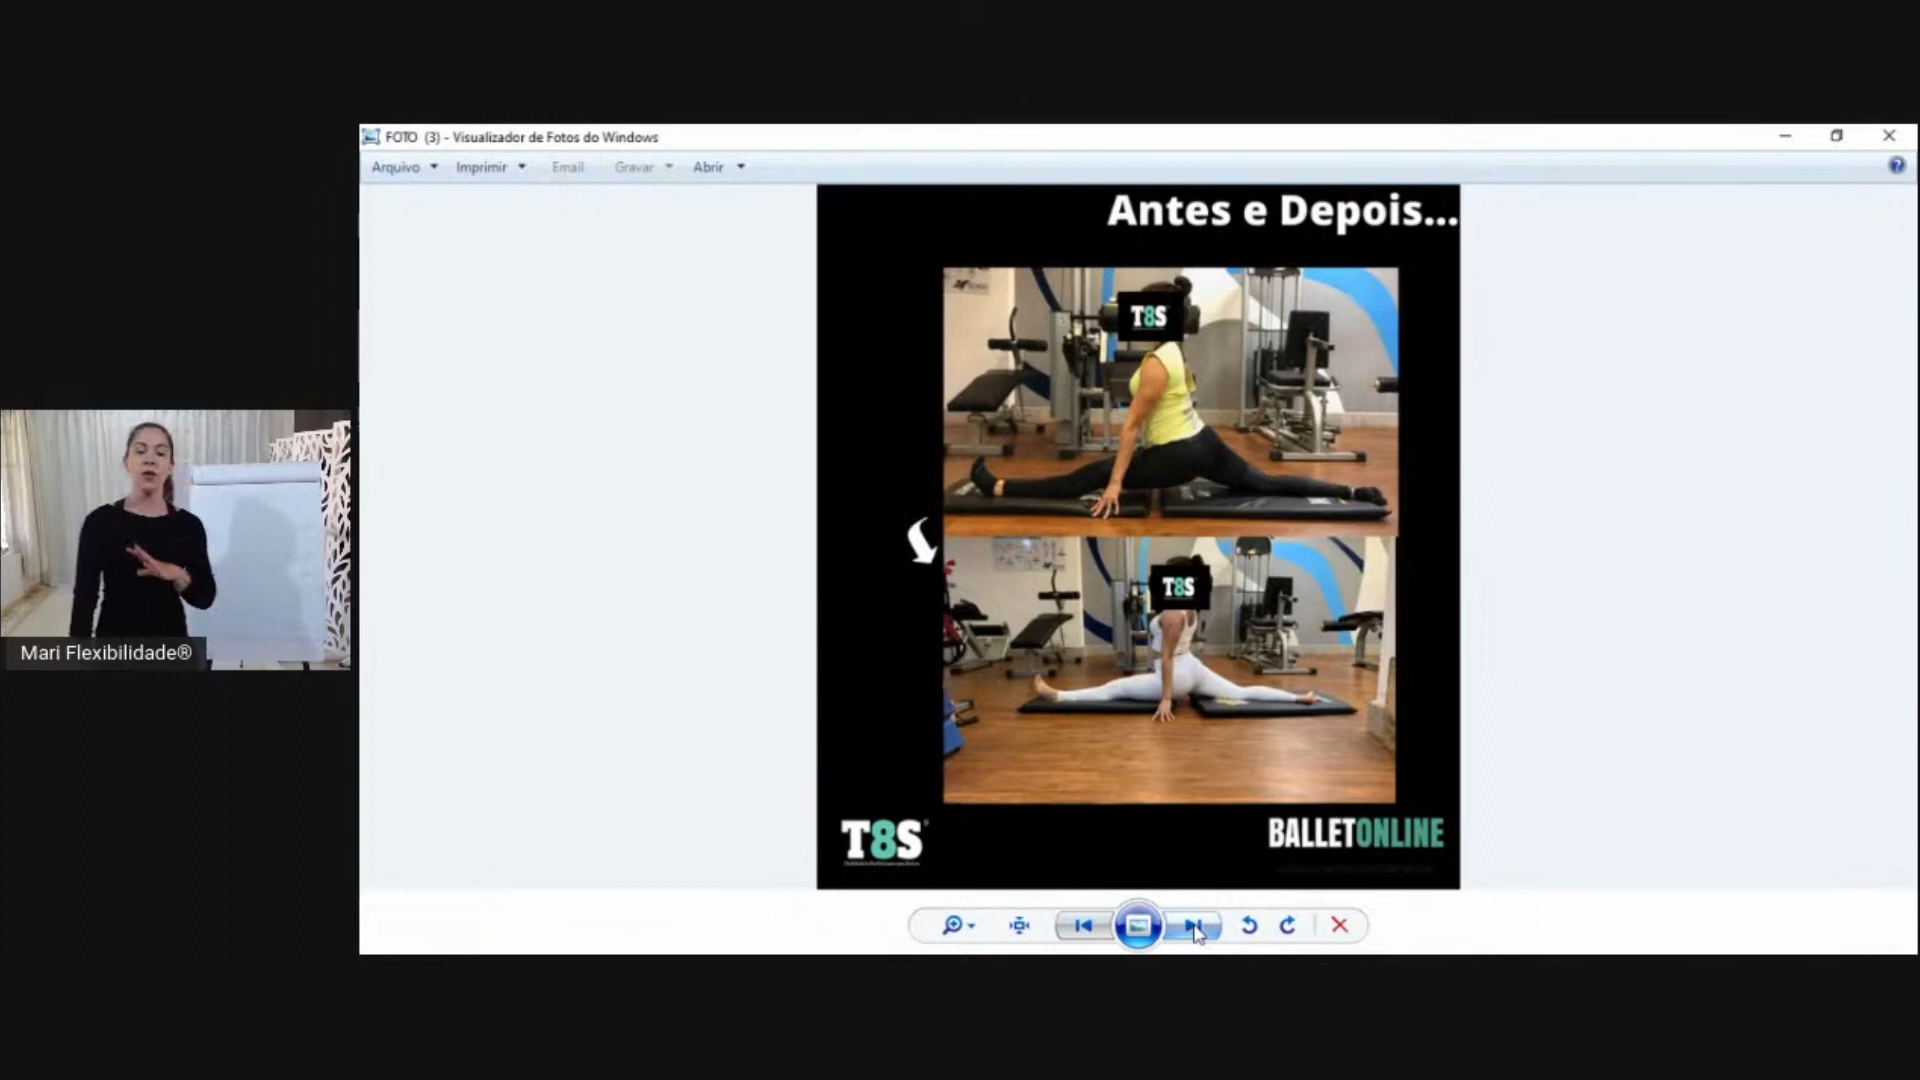 FOTO (3) - Visualizador de Fotos do Windows
Arquivo Imprimir Email Gravar Abrir
Antes e Depois...
T8S
T8S
Mari Flexibilidade®
T8S®
BALLETONLINE